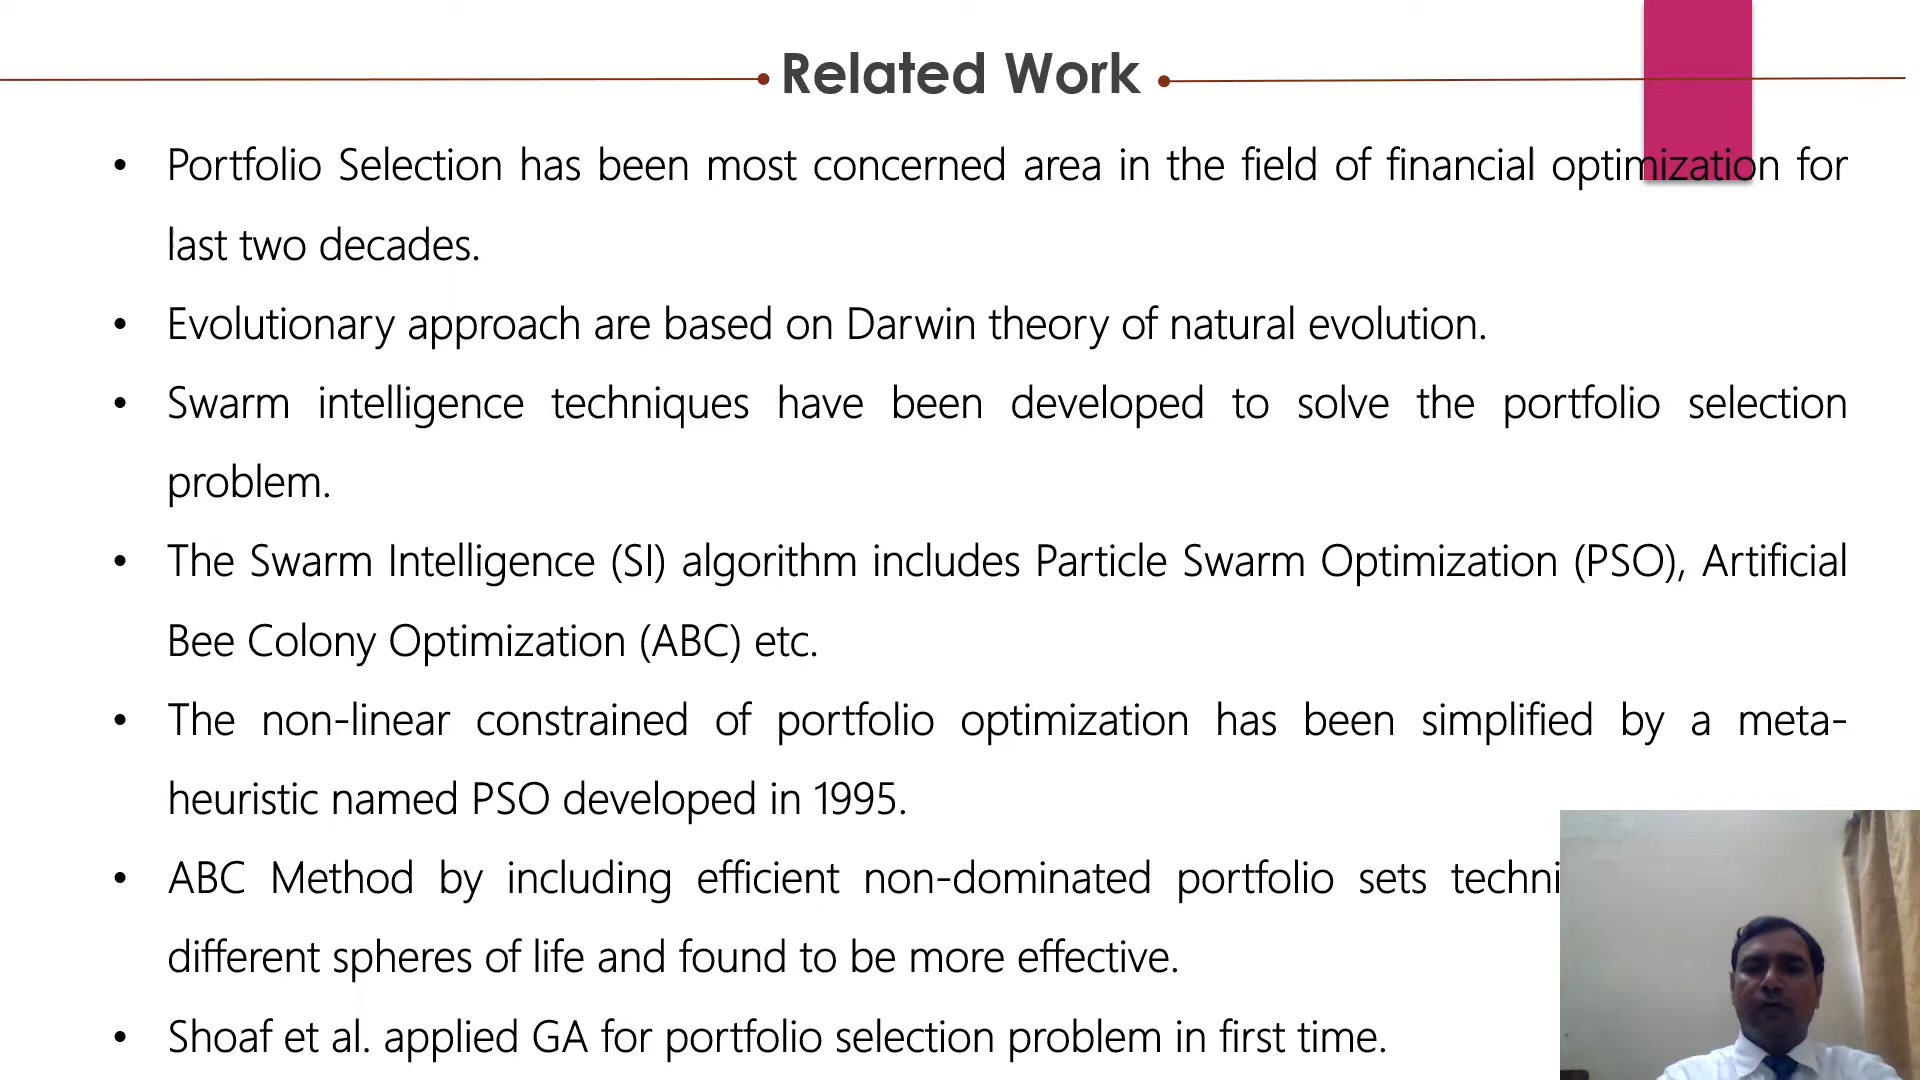 Related Work
• Portfolio Selection has been most concerned area in the field of financial optimization for
last two decades.
• Evolutionary approach are based on Darwin theory of natural evolution.
• Swarm intelligence techniques have been developed to solve the portfolio selection
problem.
• The Swarm Intelligence (SI) algorithm includes Particle Swarm Optimization (PSO), Artificial
Bee Colony Optimization (ABC) etc.
• The non-linear constrained of portfolio optimization has been simplified by a meta-
heuristic named PSO developed in 1995.
• ABC Method by including efficient non-dominated portfolio sets
different spheres of life and found to be more effective.
• Shoaf et al. applied GA for portfolio selection problem in first time.